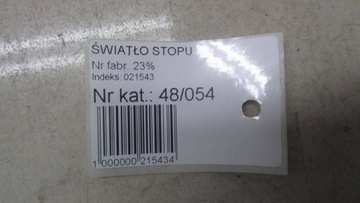 ŚWIATŁO STOPU
Nr fabr. 23%
Indeks: 021543
Nr kat.: 48/054
1 000000 215434